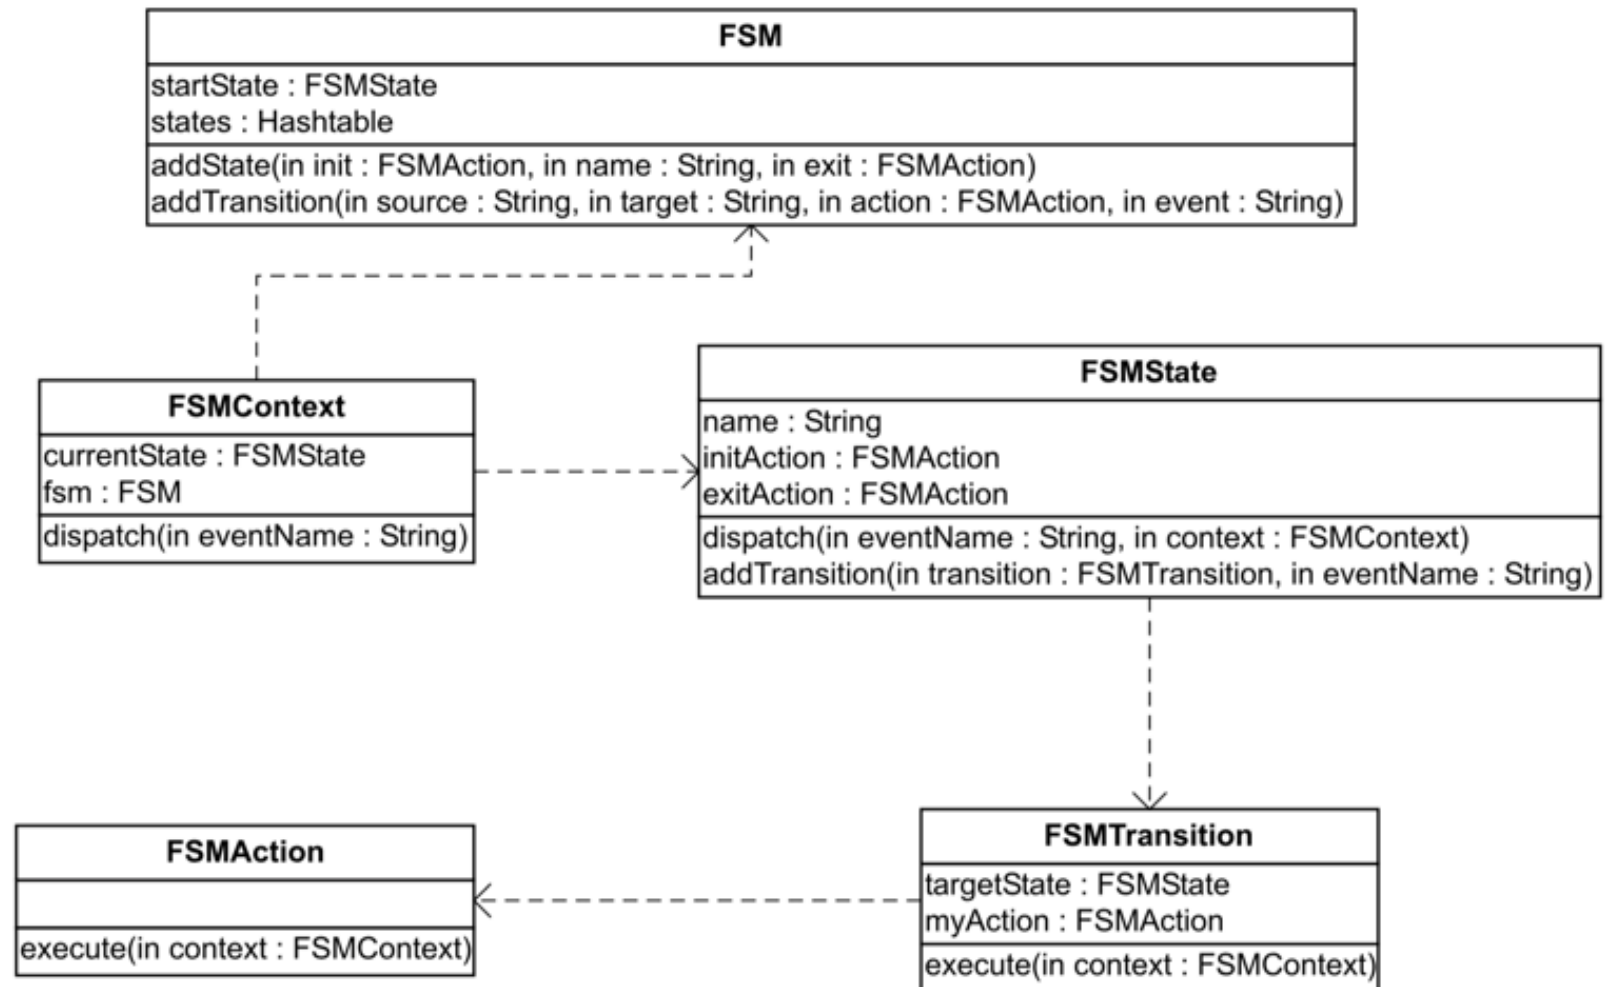 FSM
startState : FSMState
states : Hashtable
addState(in init : FSMAction, in name : String, in exit : FSMAction)
addTransition(in source : String, in target : String, in action : FSMAction, in event : String)
FSMContext
currentState : FSMState
fsm : FSM
dispatch(in eventName : String)
FSMState
name : String
initAction : FSMAction
exitAction : FSMAction
dispatch(in eventName : String, in context : FSMContext)
addTransition(in transition : FSMTransition, in eventName : String)
FSMAction
execute(in context : FSMContext)
FSMTransition
targetState : FSMState
myAction : FSMAction
execute(in context : FSMContext)